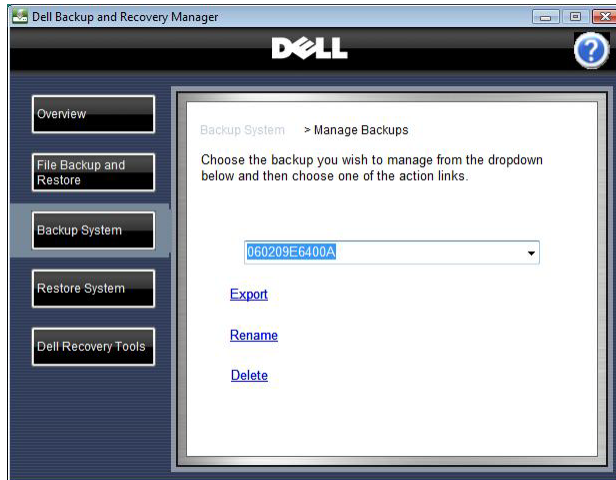 Dell Backup and Recovery Manager
DELL
?
Overview
File Backup and
Restore
Backup System
Restore System
Dell Recovery Tools
Backup System > Manage Backups
Choose the backup you wish to manage from the dropdown
below and then choose one of the action links.
060209E6400A
Export
Rename
Delete